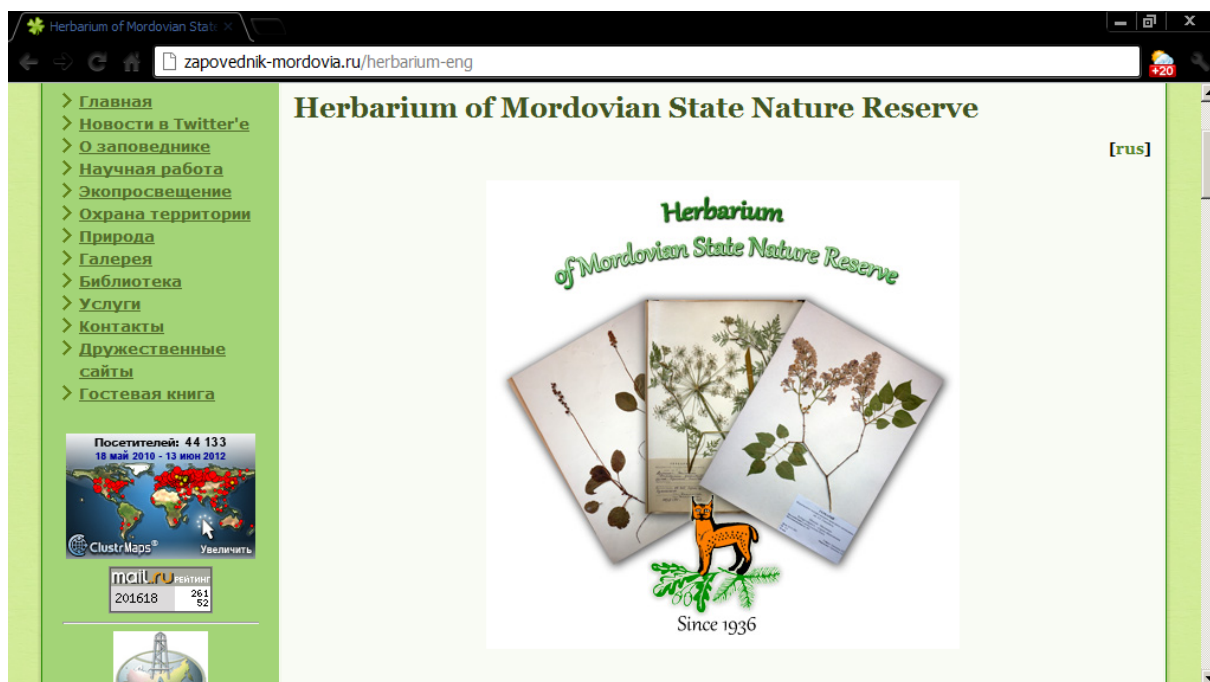 Herbarium of Mordovian State
zapovednik-mordovia.ru/herbarium-eng
+20
Главная
Новости в Twitter'e
О заповеднике
Научная работа
Экопросвещение
Охрана территории
Природа
Галерея
Библиотека
Услуги
Контакты
Дружественные
сайты
Гостевая книга
Посетителей: 44 133
18 май 2010 - 13 июн 2012
ClustrMaps®
Увеличить
mail.ru РЕЙТИНГ
201618
261
52
Herbarium of Mordovian State Nature Reserve
[rus]
Herbarium
of Mordovian State Nature Reserve
Since 1936